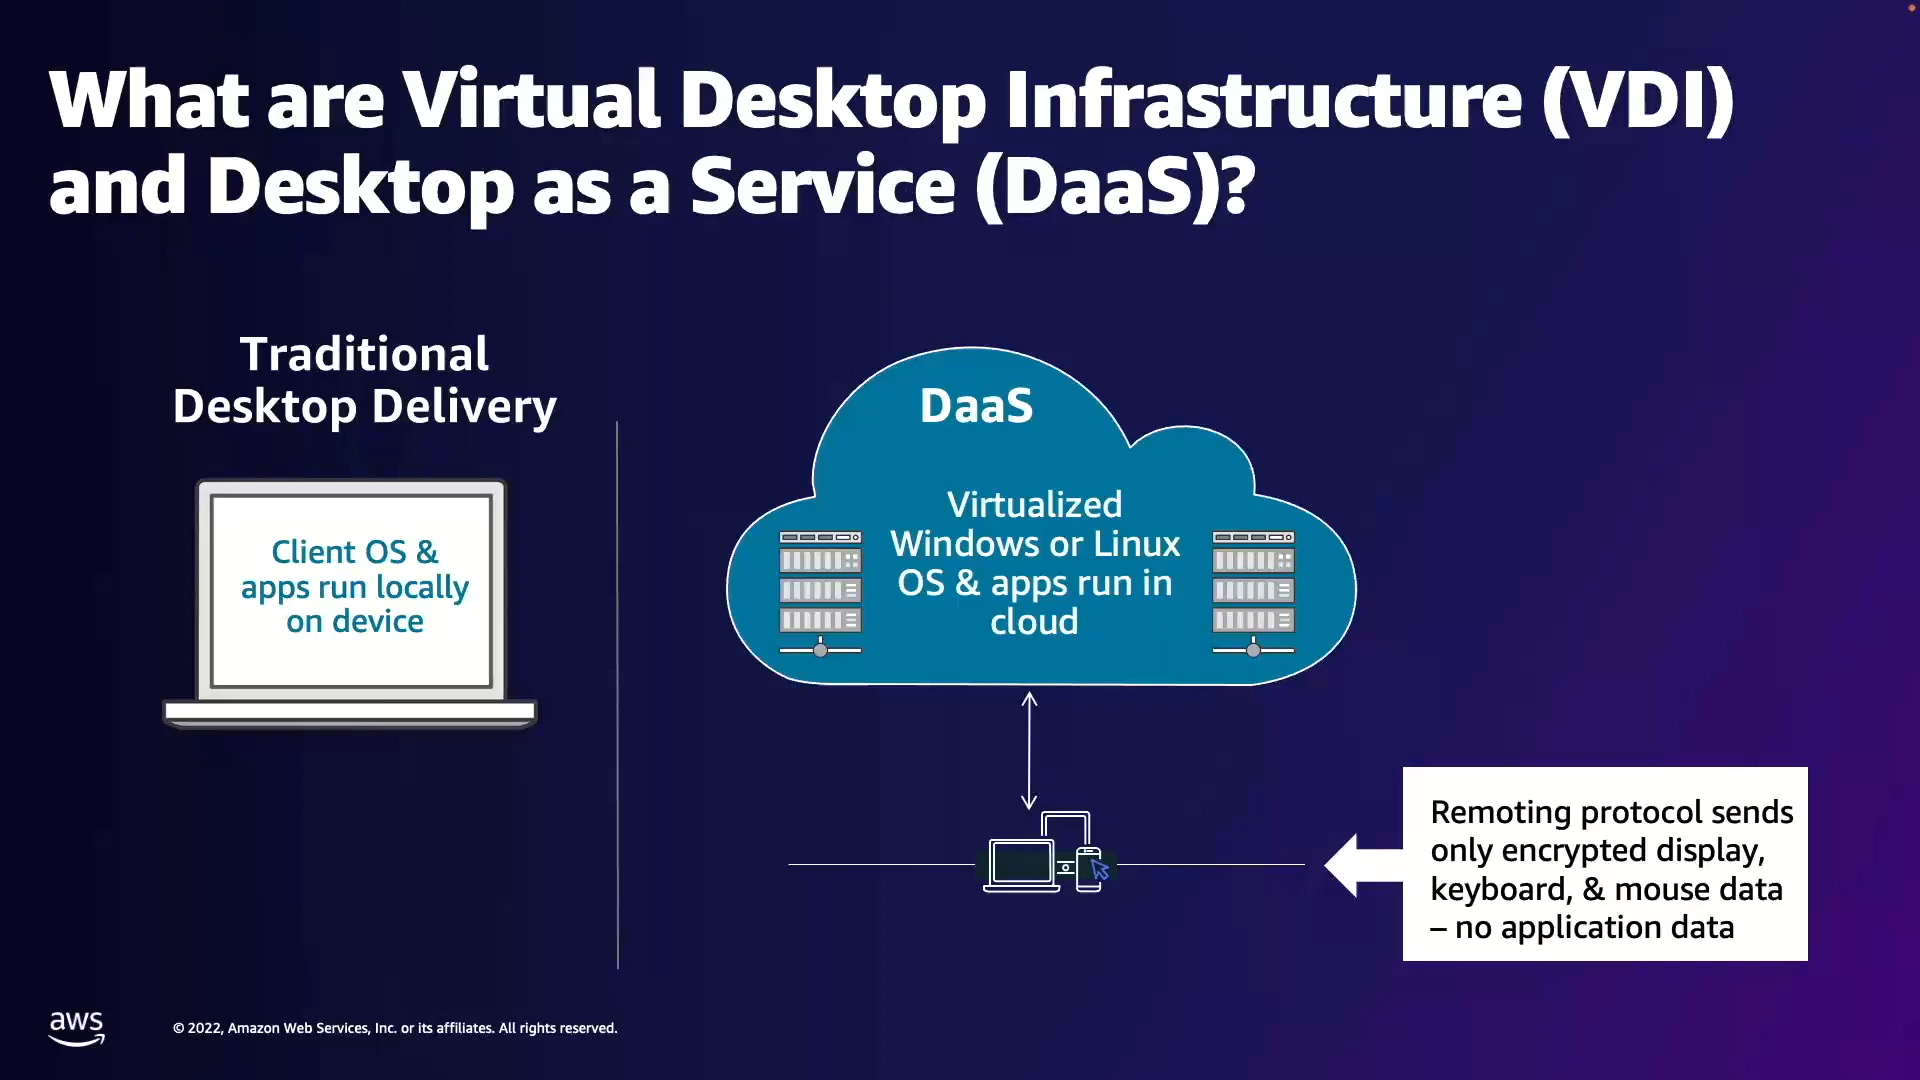 What are Virtual Desktop Infrastructure (VDI)
and Desktop as a Service (DaaS)?
Traditional
Desktop Delivery
Client OS &
apps run locally
on device
DaaS
Virtualized
Windows or Linux
OS & apps run in
cloud
Remoting protocol sends
only encrypted display,
keyboard, & mouse data
– no application data
aws
© 2022, Amazon Web Services, Inc. or its affiliates. All rights reserved.